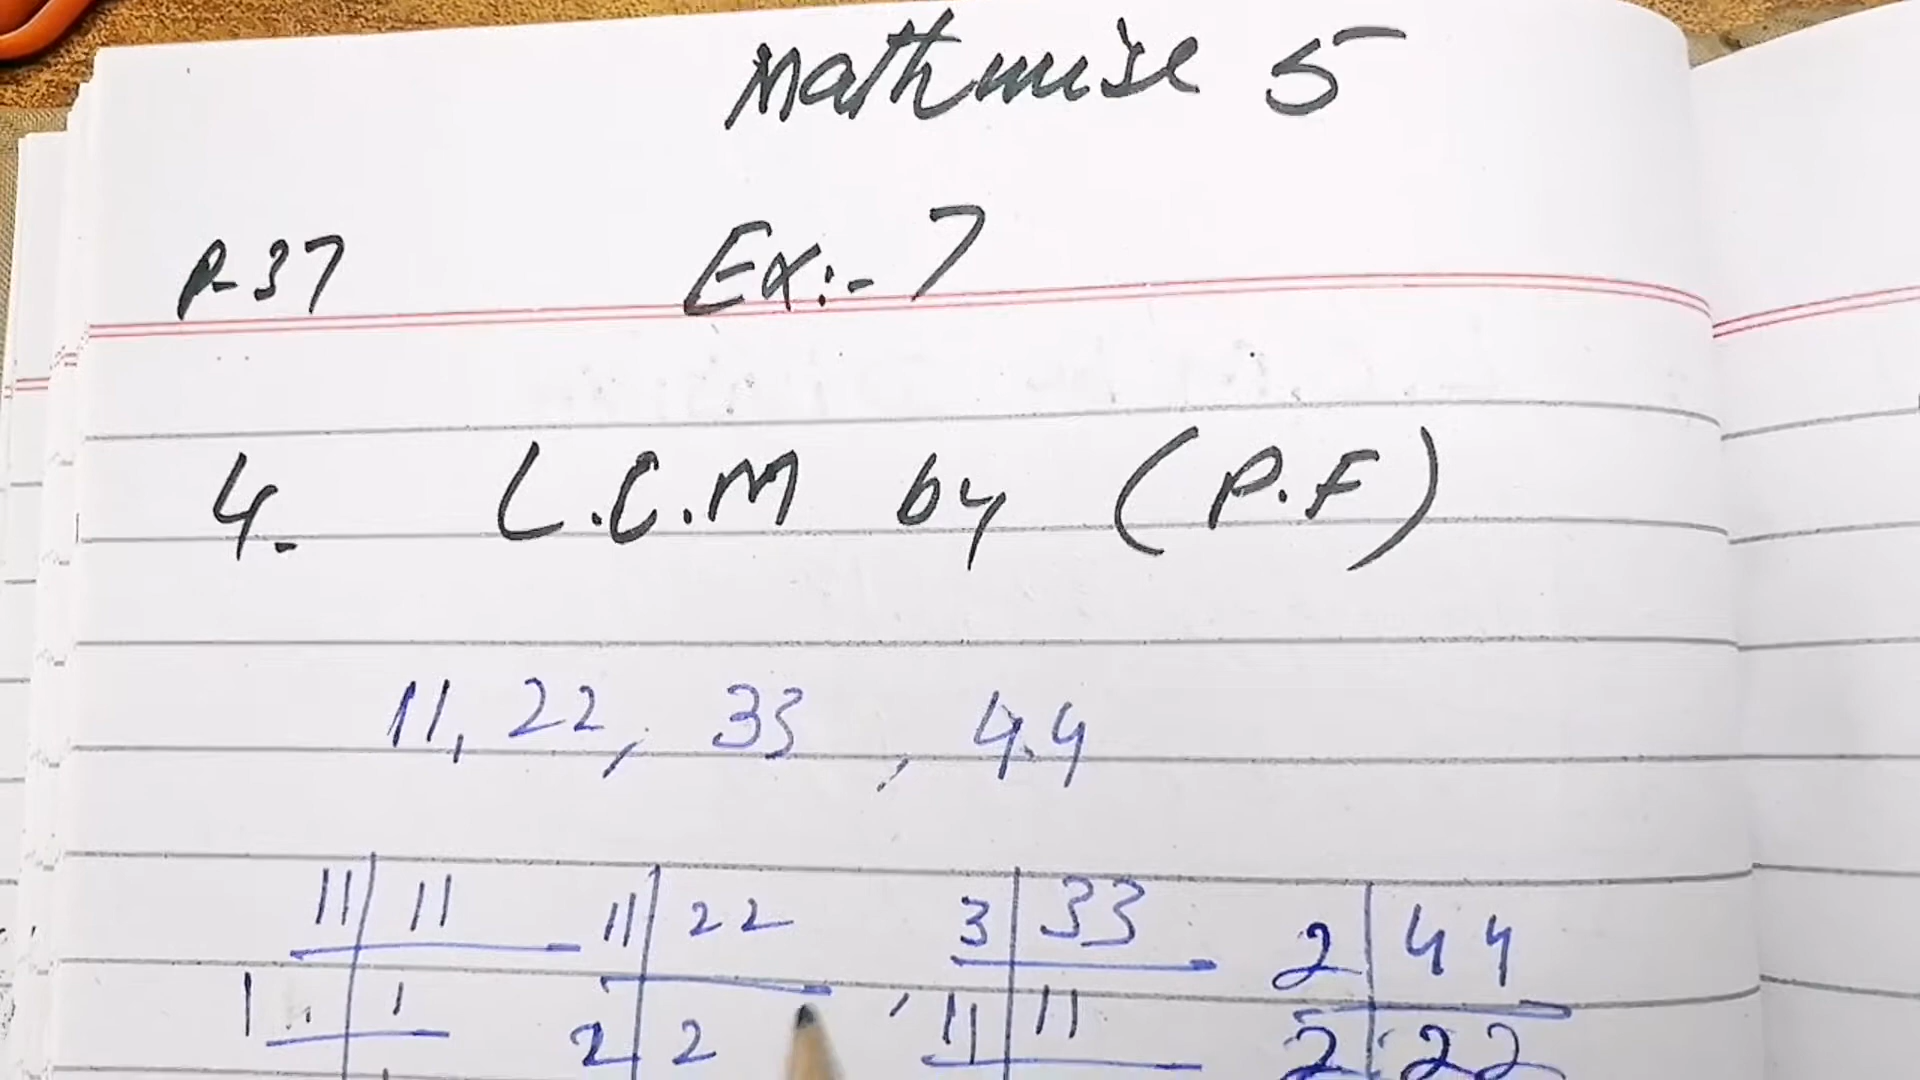 Mathwise 5
P-37 Ex:- 7
4. L.C.M by (P.F)
11, 22, 33, 44
11 | 11 11 | 22 3 | 33 2 | 44
1 | 1 2 | 2 11 | 11 2 | 22